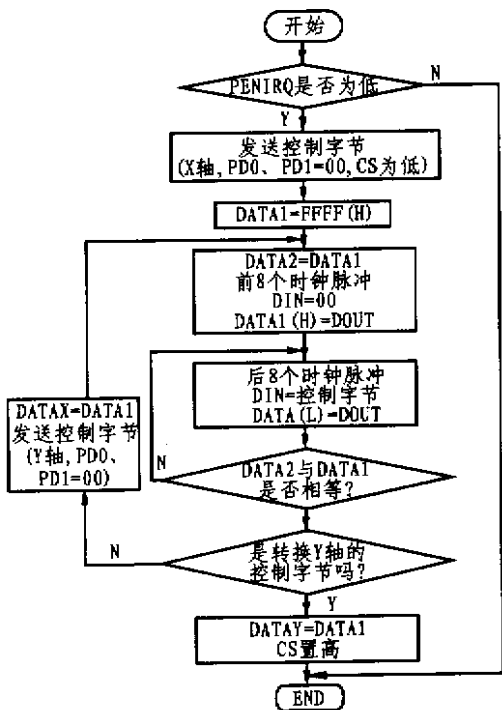 开始
PENIRQ是否为低
N
Y
发送控制字节
(X轴,PD0、PD1=00,CS为低)
DATA1=FFFF(H)
DATA2=DATA1
前8个时钟脉冲
DIN=00
DATA1(H)=DOUT
后8个时钟脉冲
DIN=控制字节
DATA(L)=DOUT
DATAX=DATA1
发送控制字节
(Y轴,PD0、
PD1=00)
N
DATA2与DATA1
是否相等?
N
是转换Y轴的
控制字节吗?
Y
DATAY=DATA1
CS置高
END